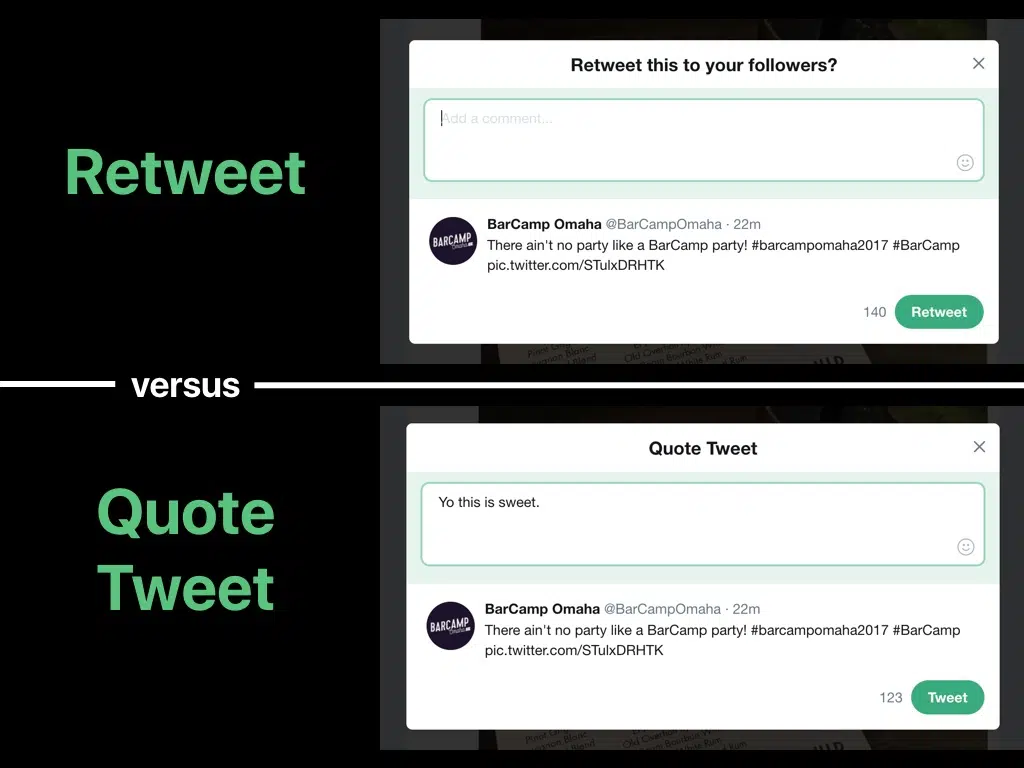 Retweet
Retweet this to your followers?
Add a comment...
BARCAMP
Omaha
BarCamp Omaha @BarCampOmaha · 22m
There ain't no party like a BarCamp party! #barcampomaha2017 #BarCamp
pic.twitter.com/STulxDRHTK
140 Retweet
versus
Quote
Tweet
Quote Tweet
Yo this is sweet.
BARCAMP
Omaha
BarCamp Omaha @BarCampOmaha · 22m
There ain't no party like a BarCamp party! #barcampomaha2017 #BarCamp
pic.twitter.com/STulxDRHTK
123 Tweet